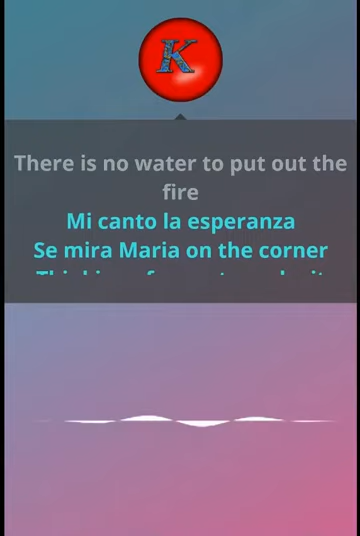 K
There is no water to put out the
fire
Mi canto la esperanza
Se mira Maria on the corner